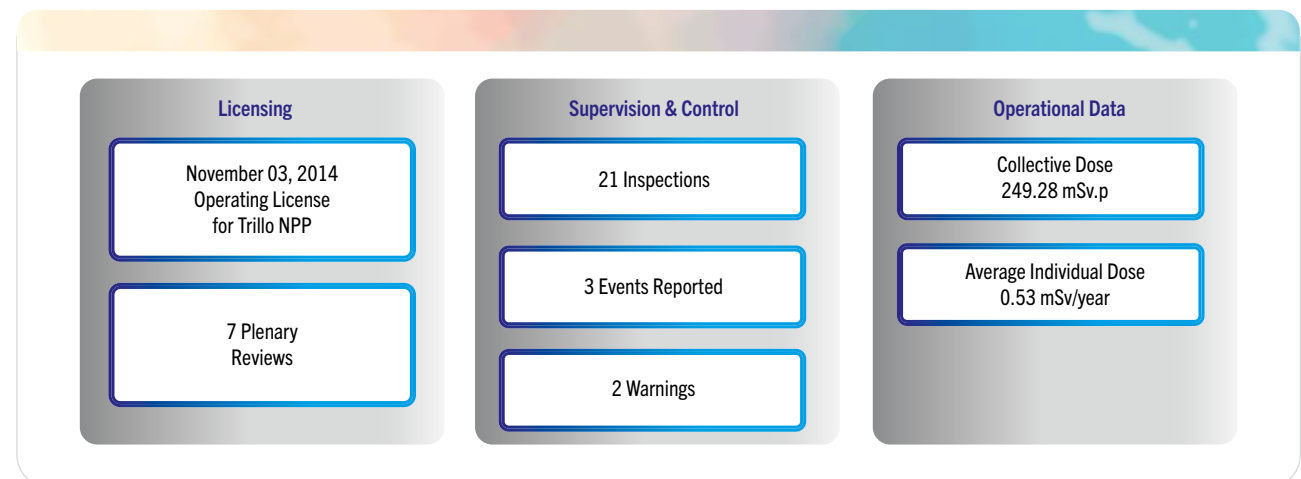 Licensing
November 03, 2014
Operating License
for Trillo NPP
7 Plenary
Reviews
Supervision & Control
21 Inspections
3 Events Reported
2 Warnings
Operational Data
Collective Dose
249.28 mSv.p
Average Individual Dose
0.53 mSv/year